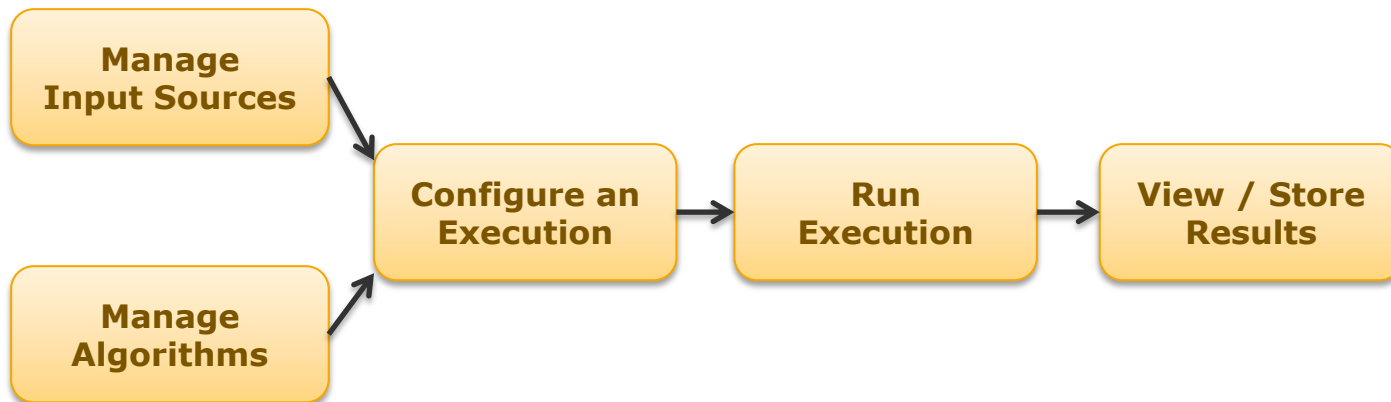 Manage
Input Sources
Configure an
Execution
Run
Execution
View / Store
Results
Manage
Algorithms